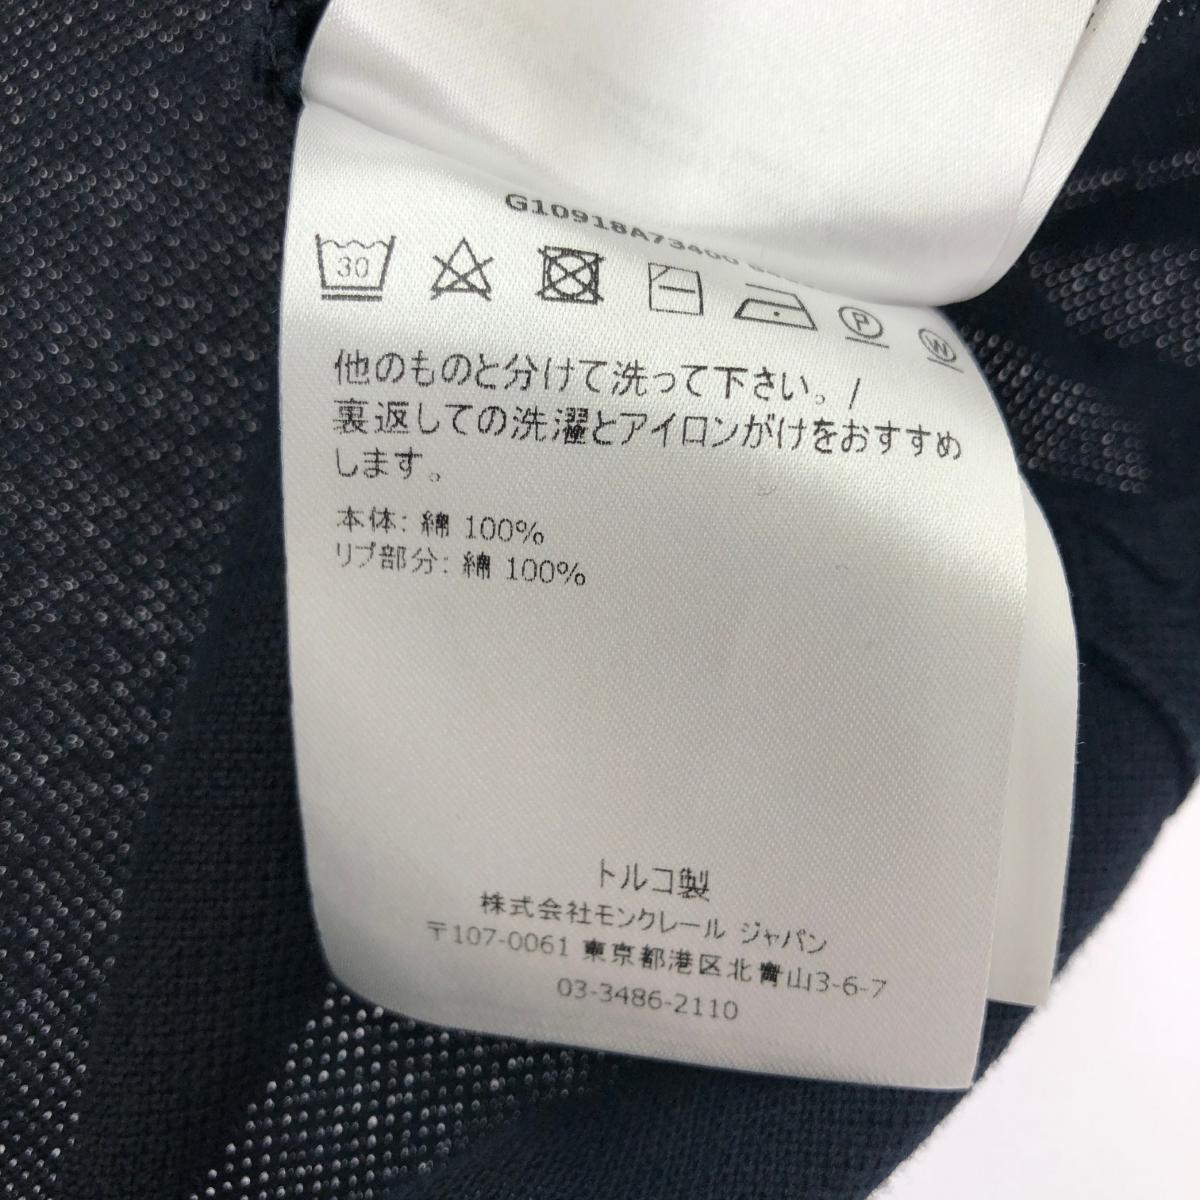 G10918A73400
30
P
W
他のものと分けて洗って下さい。/
裏返しての洗濯とアイロンがけをおすすめ
します。
本体: 綿 100%
リブ部分: 綿 100%
トルコ製
株式会社モンクレール ジャパン
〒107-0061 東京都港区北青山3-6-7
03-3486-2110